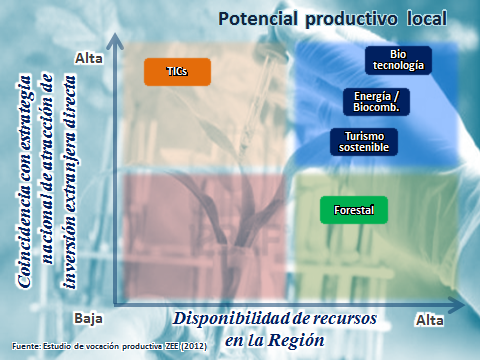 Potencial productivo local
Alta
Coincidencia con estrategia
nacional de atracción de
inversión extranjera directa
TICs
Bio
tecnología
Energía /
Biocomb.
Turismo
sostenible
Forestal
Baja
Disponibilidad de recursos
en la Región
Alta
Fuente: Estudio de vocación productiva ZEE (2012)